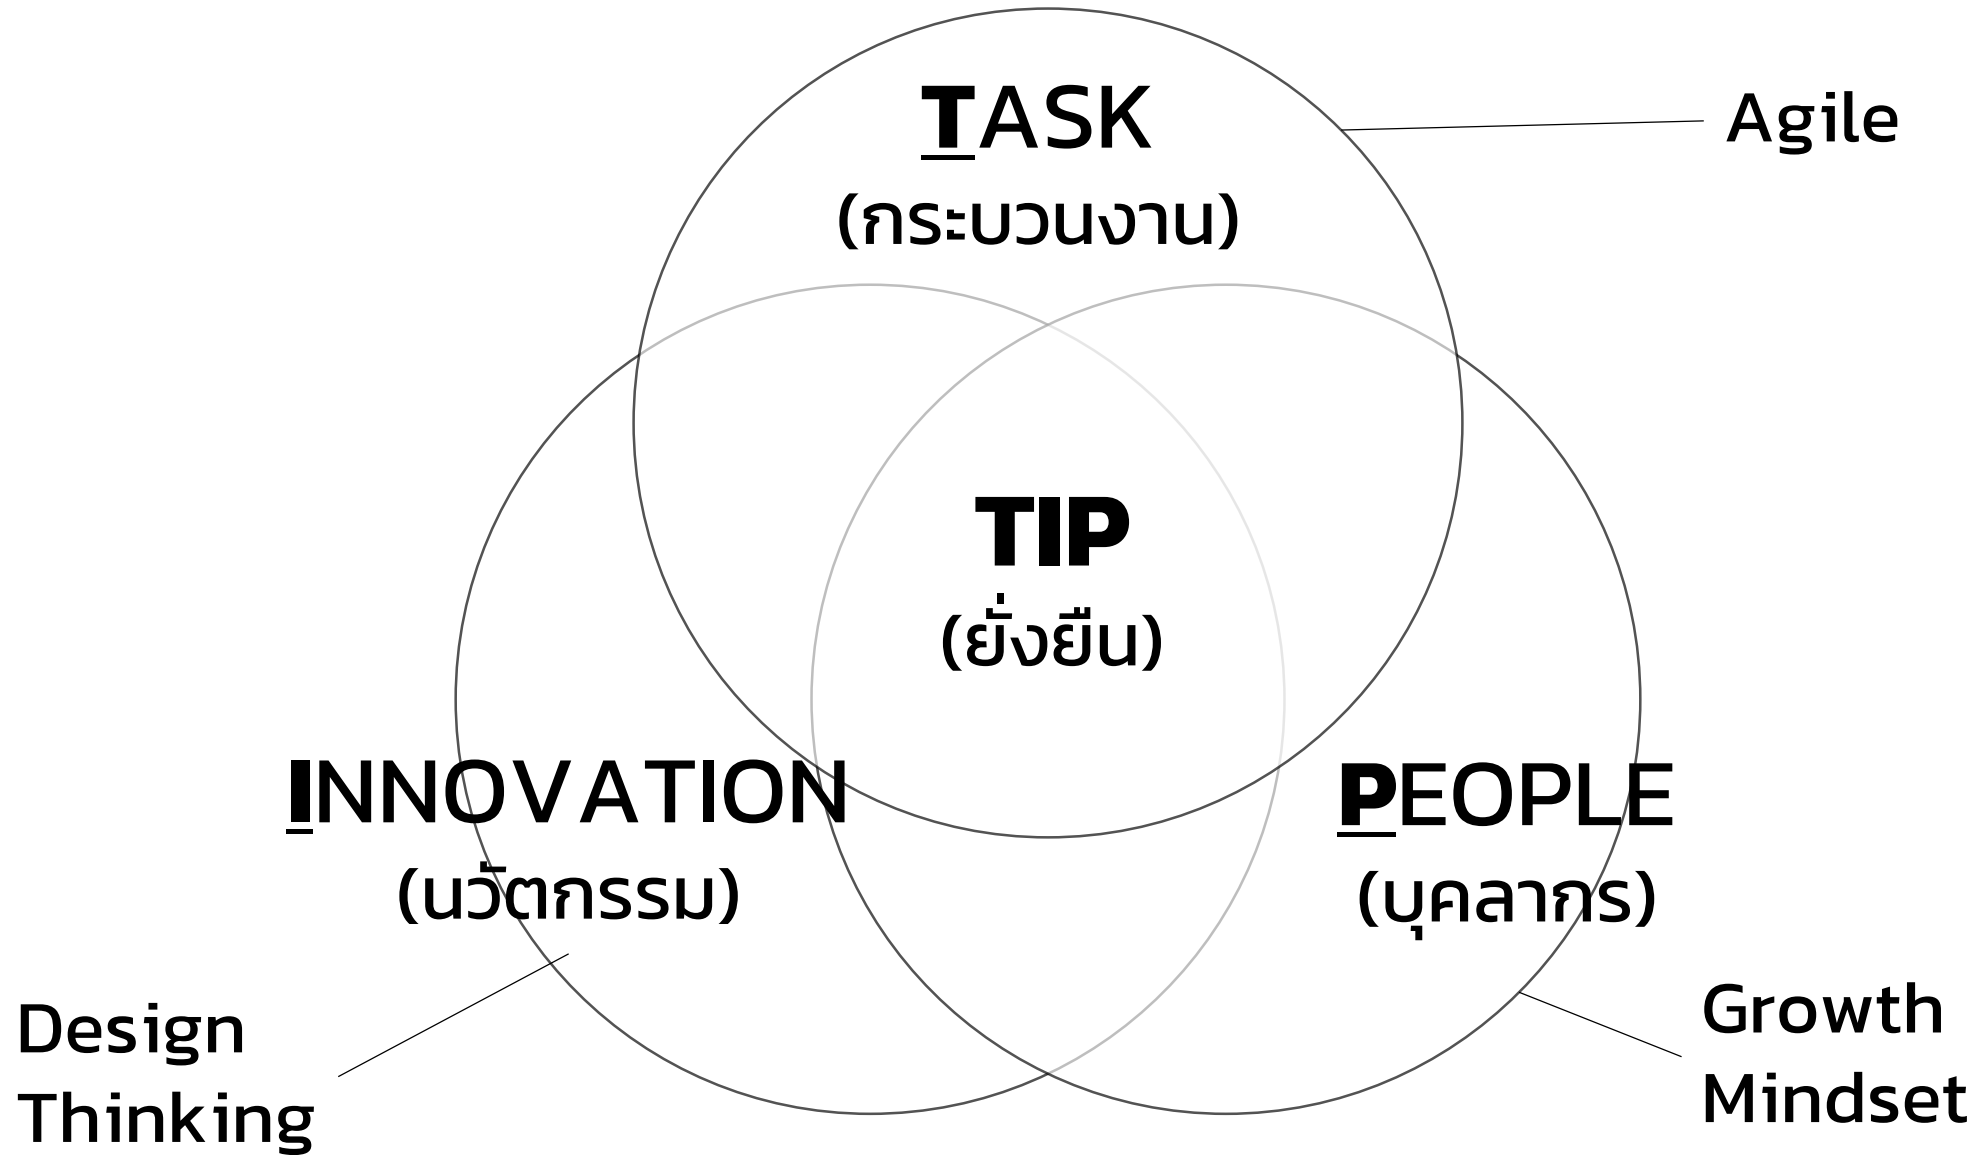 TASK
(กระบวนงาน)
Agile
TIP
(ยั่งยืน)
INNOVATION
(นวัตกรรม)
PEOPLE
(บุคลากร)
Design
Thinking
Growth
Mindset